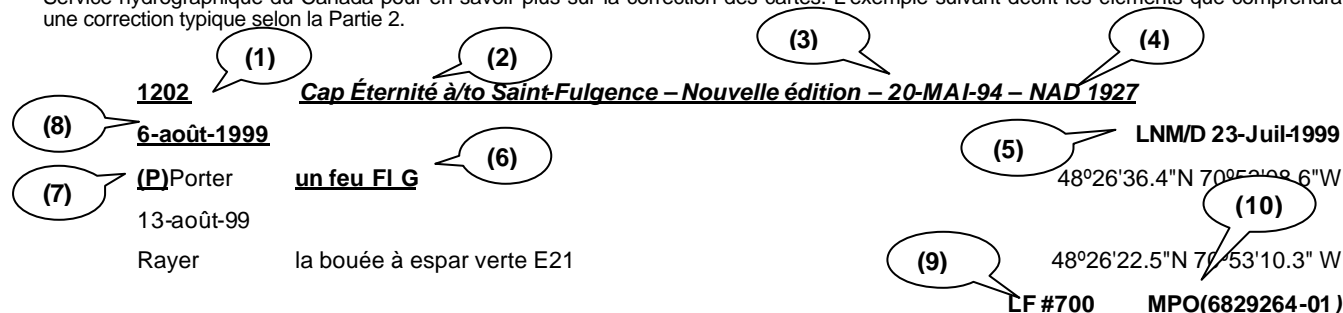 Service hydrographique du Canada pour en savoir plus sur la correction des cartes. L'exemple suivant décrit les éléments que comprendra
une correction typique selon la Partie 2.
(1) (2) (3) (4)
1202 Cap Éternité à/to Saint-Fulgence – Nouvelle édition – 20-MAI-94 – NAD 1927
(8) 6-août-1999 (5) LNM/D 23-Juil-1999
(7) (P)Porter un feu Fl G (6) 48º26'36.4"N
13-août-99 (10)
Rayer la bouée à espar verte E21 (9) 48º26'22.5"N 70º53'10.3" W
LF #700 MPO(6829264-01)